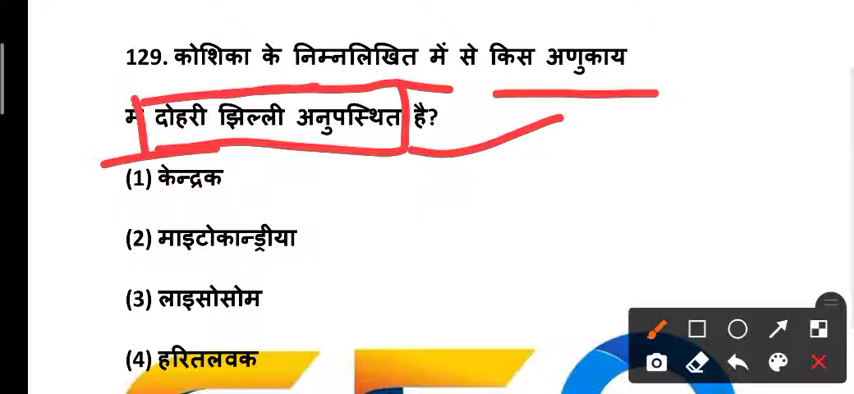 129. कोशिका के निम्नलिखित में से किस अणुकाय
में दोहरी झिल्ली अनुपस्थित है?
(1) केन्द्रक
(2) माइटोकान्ड्रीया
(3) लाइसोसोम
(4) हरितलवक